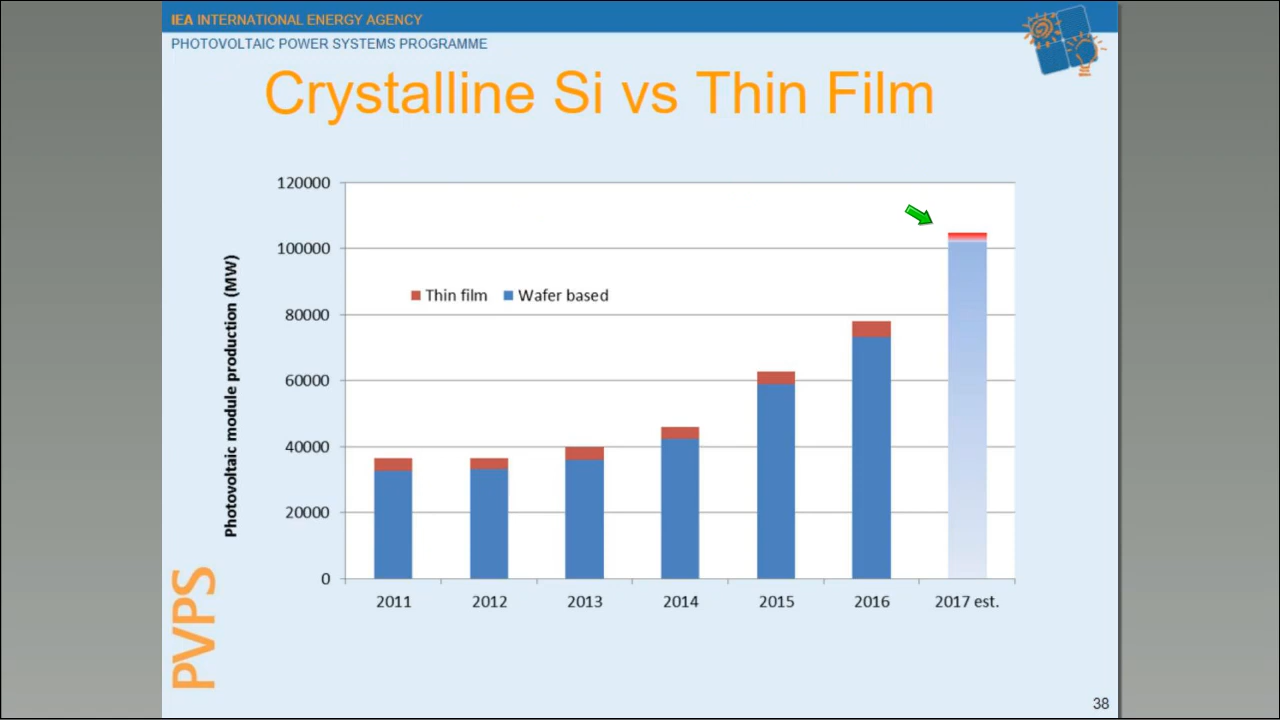 IEA INTERNATIONAL ENERGY AGENCY
PHOTOVOLTAIC POWER SYSTEMS PROGRAMME
Crystalline Si vs Thin Film
120000
100000
80000
60000
40000
20000
0
Photovoltaic module production (MW)
Thin film Wafer based
2011 2012 2013 2014 2015 2016 2017 est.
PVPS
38